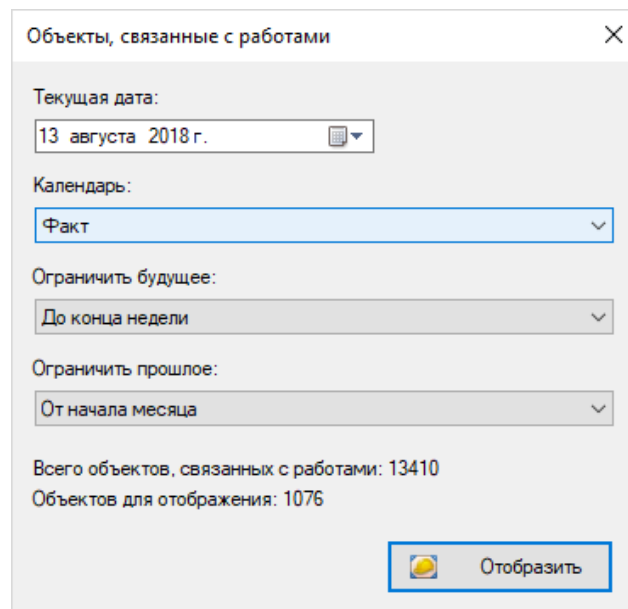 Объекты, связанные с работами
Текущая дата:
13 августа 2018 г.
Календарь:
Факт
Ограничить будущее:
До конца недели
Ограничить прошлое:
От начала месяца
Всего объектов, связанных с работами: 13410
Объектов для отображения: 1076
Отобразить